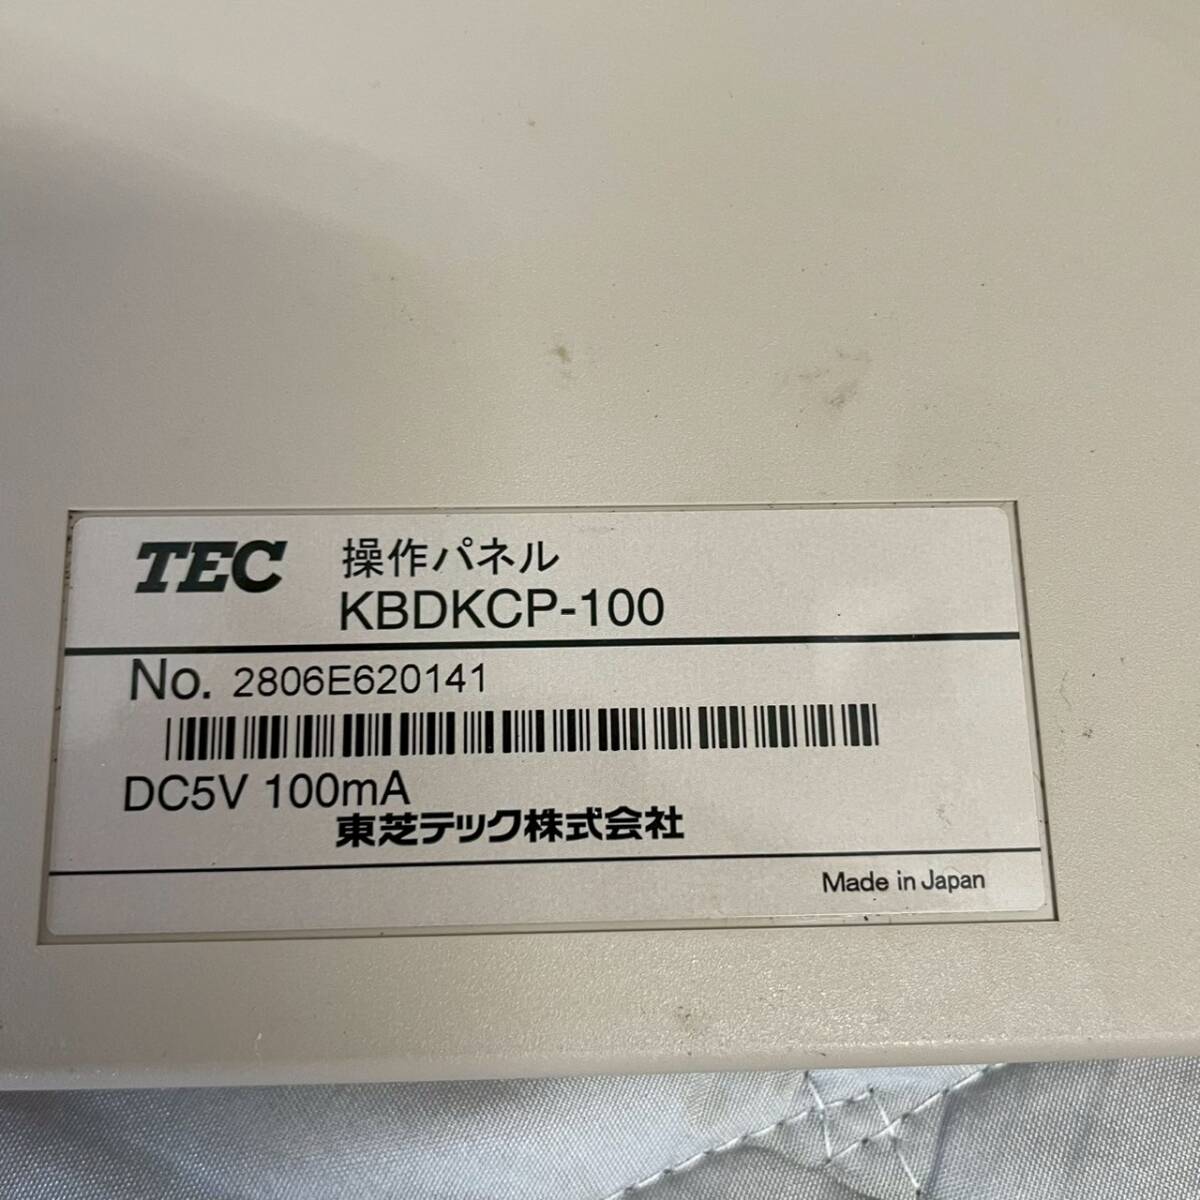 TEC 操作パネル
KBDKCP-100
No. 2806E620141
DC5V 100mA
東芝テック株式会社
Made in Japan